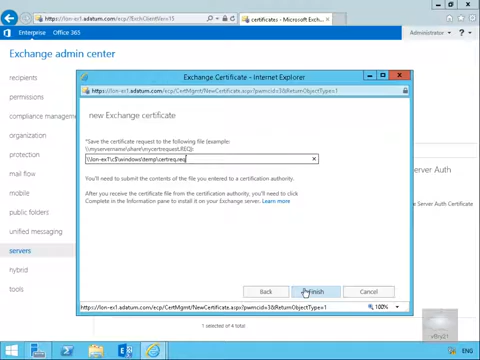 https://lon-ex1.adatum.com/ecp/?ExchClientVer=15
certificates - Microsoft Exch...
Enterprise Office 365
Administrator ?
Exchange admin center
recipients
permissions
compliance management
organization
protection
mail flow
mobile
public folders
unified messaging
servers
hybrid
tools
Exchange Certificate - Internet Explorer
https://lon-ex1.adatum.com/ecp/CertMgmt/NewCertificate.aspx?pwmcid=3&ReturnObjectType=1
new Exchange certificate
*Save the certificate request to the following file (example:
\\myservername\share\mycertrequest.REQ):
\\lon-ex1\c$\windows\temp\certreq.req
You'll need to submit the contents of the file you entered to a certification authority.
After you receive the certificate file from the certification authority, you'll need to click
Complete in the Information pane to install it on your Exchange server. Learn more
Back Finish Cancel
https://lon-ex1.adatum.com/ecp/CertMgmt/NewCertificate.aspx?pwmcid=3&ReturnObjectType=1
100%
Server Auth
e Server Auth Certificate
1 selected of 4 total
ENG